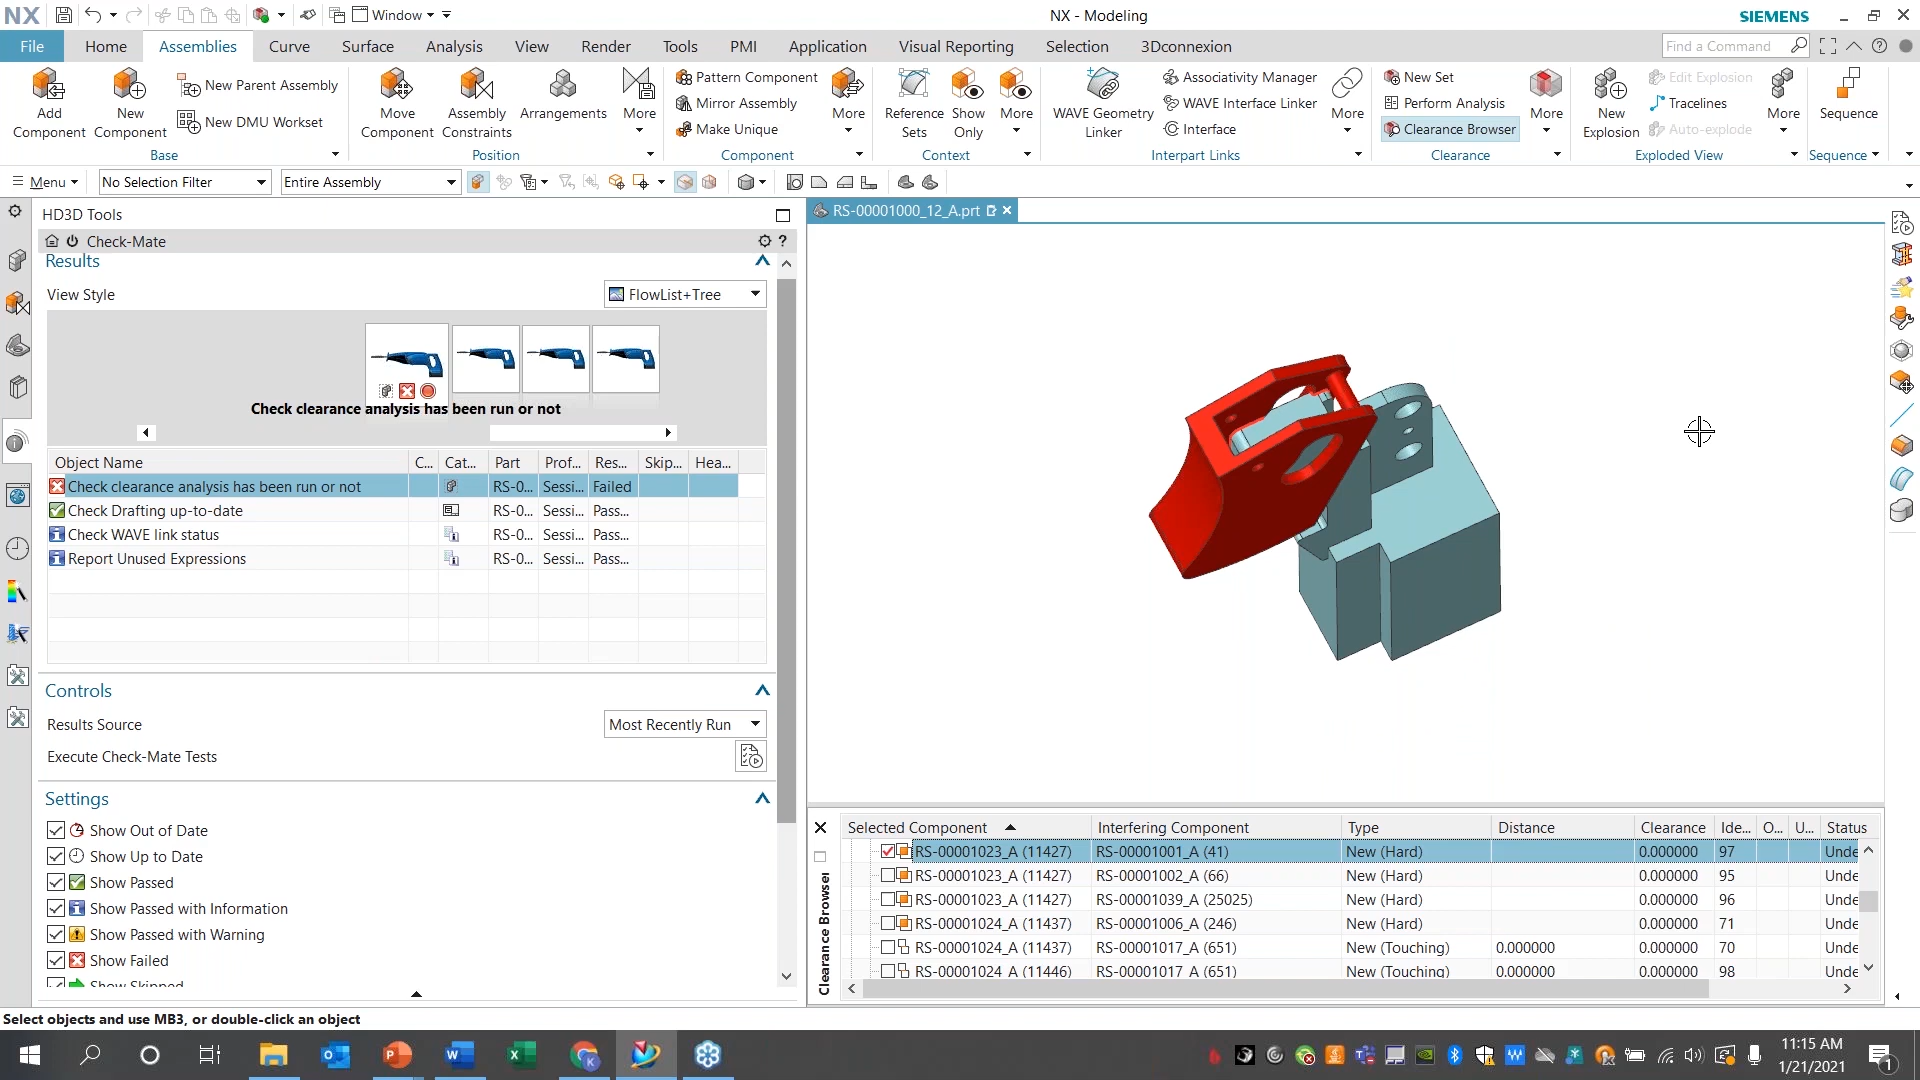 NX Window NX - Modeling SIEMENS
File Home Assemblies Curve Surface Analysis View Render Tools PMI Application Visual Reporting Selection 3Dconnexion Find a Command
Add Component
New Component
New Parent Assembly
New DMU Workset
Base
Move Component
Assembly Constraints
Arrangements
More
Position
Pattern Component
Mirror Assembly
Make Unique
More
Component
Reference Sets
Show Only
More
Context
WAVE Geometry Linker
Associativity Manager
WAVE Interface Linker
Interface
More
Interpart Links
New Set
Perform Analysis
Clearance Browser
More
Clearance
New Explosion
Edit Explosion
Tracelines
Auto-explode
More
Exploded View
Sequence
Sequence
Menu No Selection Filter Entire Assembly
HD3D Tools
Check-Mate
Results
View Style FlowList+Tree
Check clearance analysis has been run or not
Object Name C... Cat... Part Prof... Res... Skip... Hea...
Check clearance analysis has been run or not RS-0... Sessi... Failed
Check Drafting up-to-date RS-0... Sessi... Pass...
Check WAVE link status RS-0... Sessi... Pass...
Report Unused Expressions RS-0... Sessi... Pass...
Controls
Results Source Most Recently Run
Execute Check-Mate Tests
Settings
Show Out of Date
Show Up to Date
Show Passed
Show Passed with Information
Show Passed with Warning
Show Failed
Show Skipped
RS-00001000_12_A.prt
Clearance Browser
Selected Component Interfering Component Type Distance Clearance Ide... O... U... Status
RS-00001023_A (11427) RS-00001001_A (41) New (Hard) 0.000000 97 Unde
RS-00001023_A (11427) RS-00001002_A (66) New (Hard) 0.000000 95 Unde
RS-00001023_A (11427) RS-00001039_A (25025) New (Hard) 0.000000 96 Unde
RS-00001024_A (11437) RS-00001006_A (246) New (Hard) 0.000000 71 Unde
RS-00001024_A (11437) RS-00001017_A (651) New (Touching) 0.000000 0.000000 70 Unde
RS-00001024_A (11446) RS-00001017_A (651) New (Touching) 0.000000 0.000000 98 Unde
Select objects and use MB3, or double-click an object
11:15 AM
1/21/2021
1